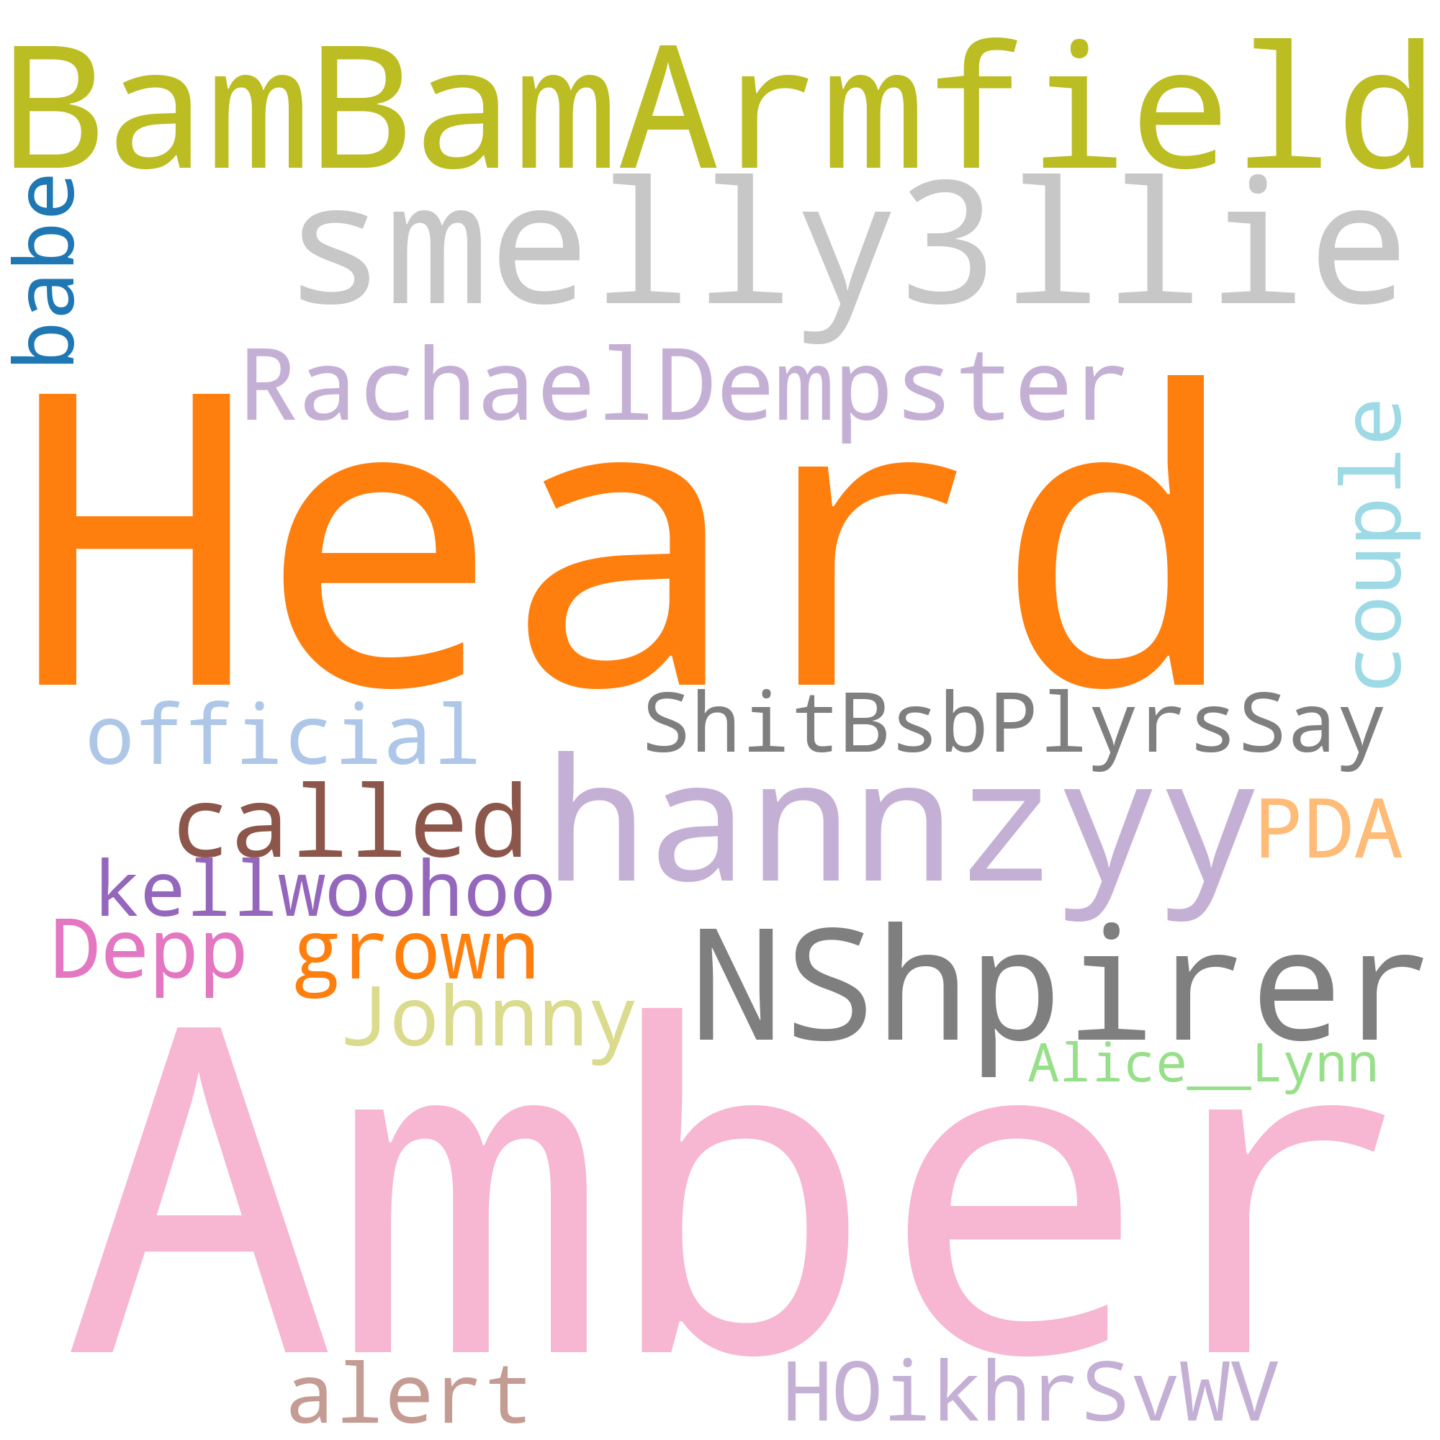 BamBamArmfield
babe
smelly3llie
RachaelDempster
Heard
couple
official
ShitBsbPlyrsSay
called
hannzyy
PDA
kellwoohoo
Depp
grown
NShpirer
Johnny
Alice__Lynn
Amber
alert
HOikhrSvWV